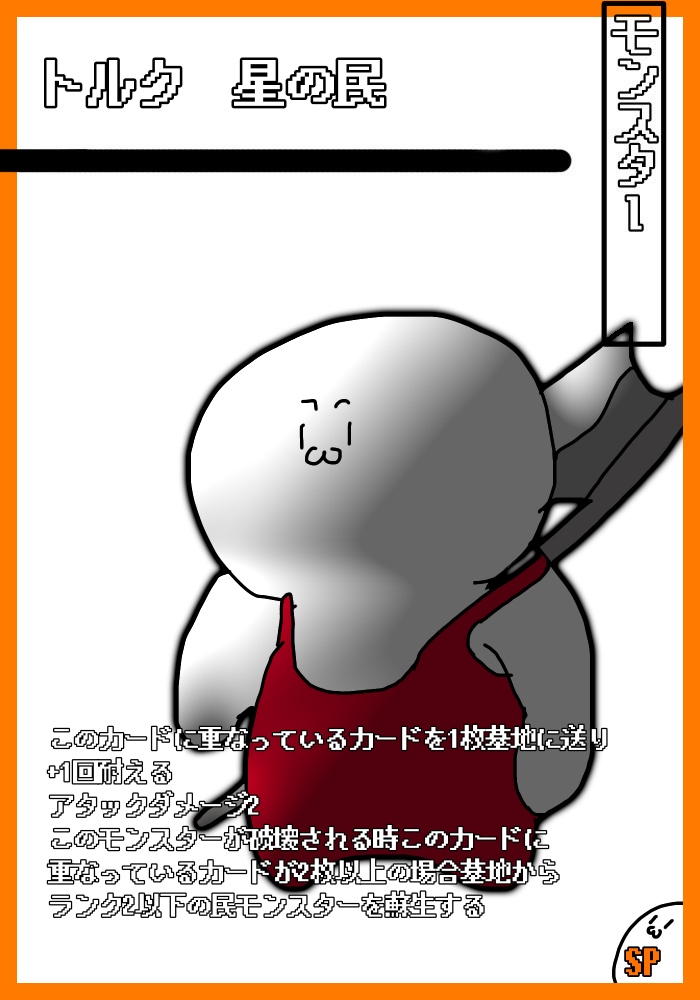 トルク　星の民
モンスター1
このカードに重なっているカードを1枚墓地に送り
+1回耐える
アタックダメージ2
このモンスターが破壊される時このカードに
重なっているカードが2枚以上の場合墓地から
ランク2以下の民モンスターを蘇生する
SP